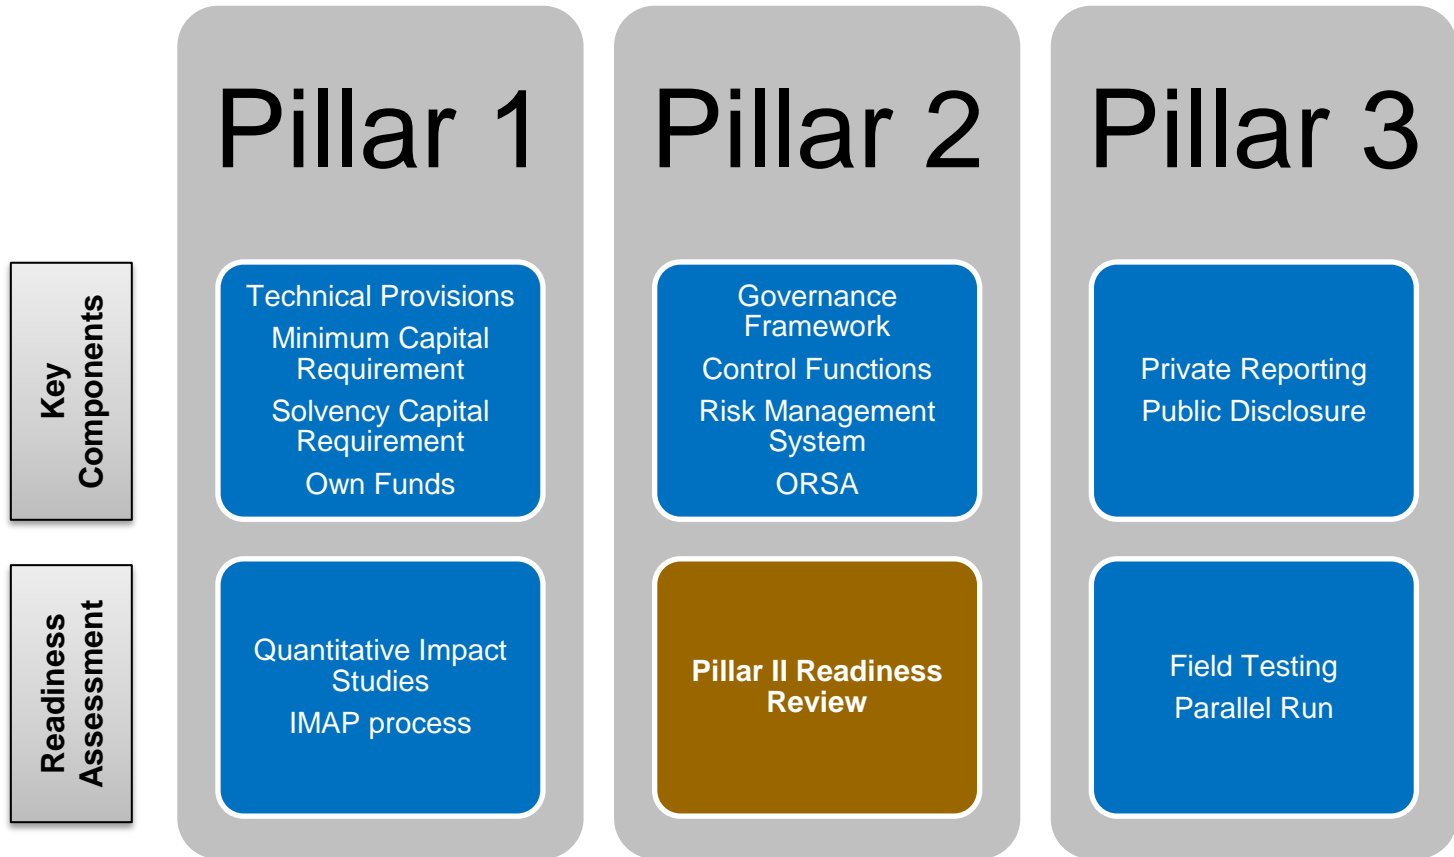 Pillar 1
Pillar 2
Pillar 3
Key
Components
Technical Provisions
Minimum Capital
Requirement
Solvency Capital
Requirement
Own Funds
Governance
Framework
Control Functions
Risk Management
System
ORSA
Private Reporting
Public Disclosure
Readiness
Assessment
Quantitative Impact
Studies
IMAP process
Pillar II Readiness
Review
Field Testing
Parallel Run